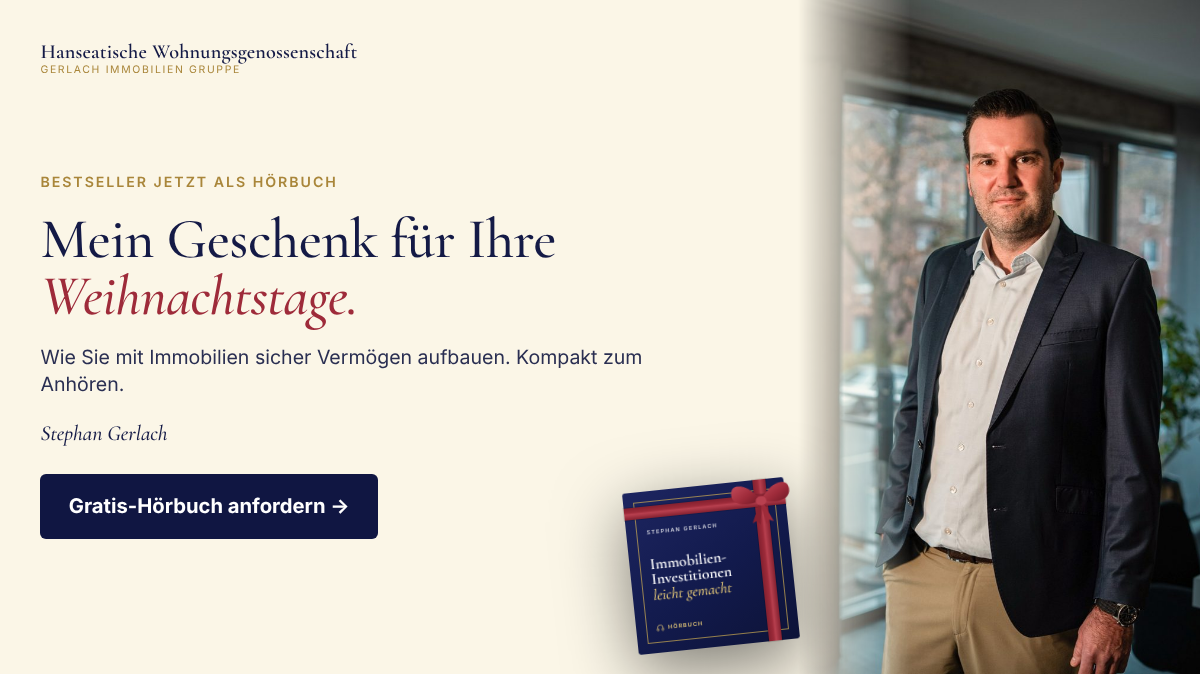 Hanseatische Wohnungsgenossenschaft
GERLACH IMMOBILIEN GRUPPE
BESTSELLER JETZT ALS HÖRBUCH
Mein Geschenk für Ihre
Weihnachtstage.
Wie Sie mit Immobilien sicher Vermögen aufbauen. Kompakt zum
Anhören.
Stephan Gerlach
Gratis-Hörbuch anfordern →
STEPHAN GERLACH
Immobilien-
Investitionen
leicht gemacht
HÖRBUCH